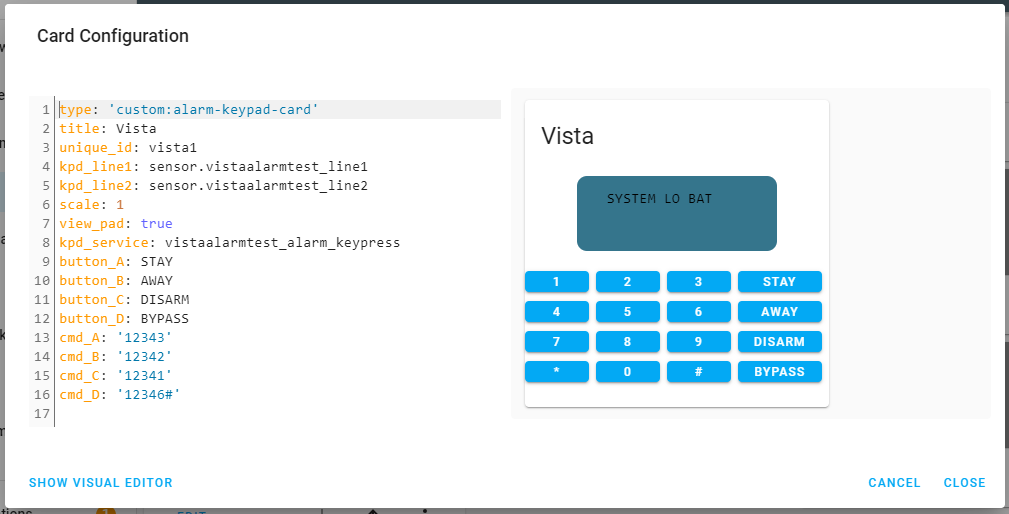 Card Configuration
1 type: 'custom:alarm-keypad-card'
2 title: Vista
3 unique_id: vista1
4 kpd_line1: sensor.vistaalarmtest_line1
5 kpd_line2: sensor.vistaalarmtest_line2
6 scale: 1
7 view_pad: true
8 kpd_service: vistaalarmtest_alarm_keypress
9 button_A: STAY
10 button_B: AWAY
11 button_C: DISARM
12 button_D: BYPASS
13 cmd_A: '12343'
14 cmd_B: '12342'
15 cmd_C: '12341'
16 cmd_D: '12346#'
17
Vista
SYSTEM LO BAT
1 2 3 STAY
4 5 6 AWAY
7 8 9 DISARM
* 0 # BYPASS
SHOW VISUAL EDITOR
CANCEL CLOSE